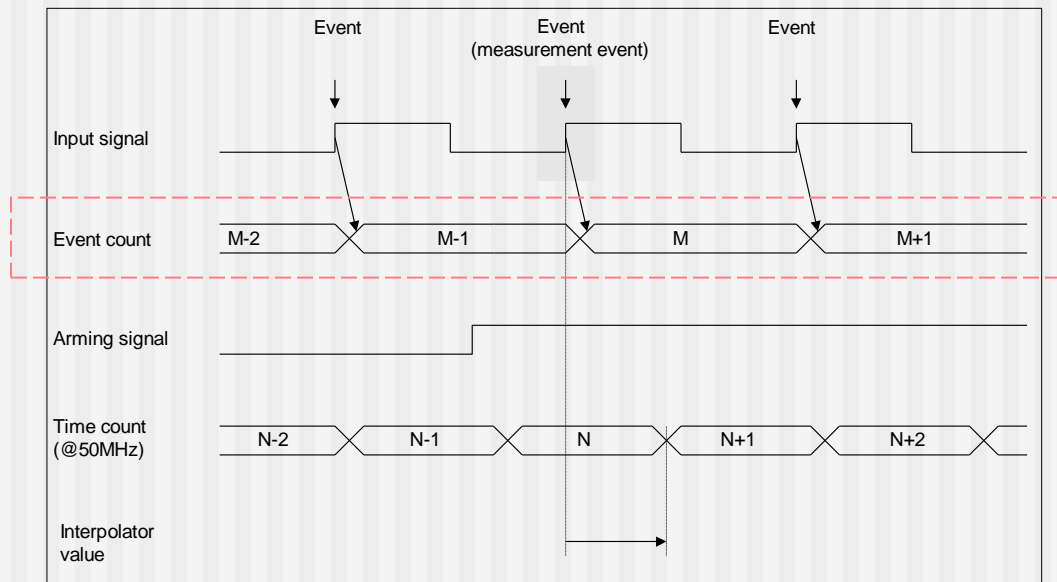 Event
Event
(measurement event)
Event
Input signal
Event count
M-2
M-1
M
M+1
Arming signal
Time count
(@50MHz)
N-2
N-1
N
N+1
N+2
Interpolator
value